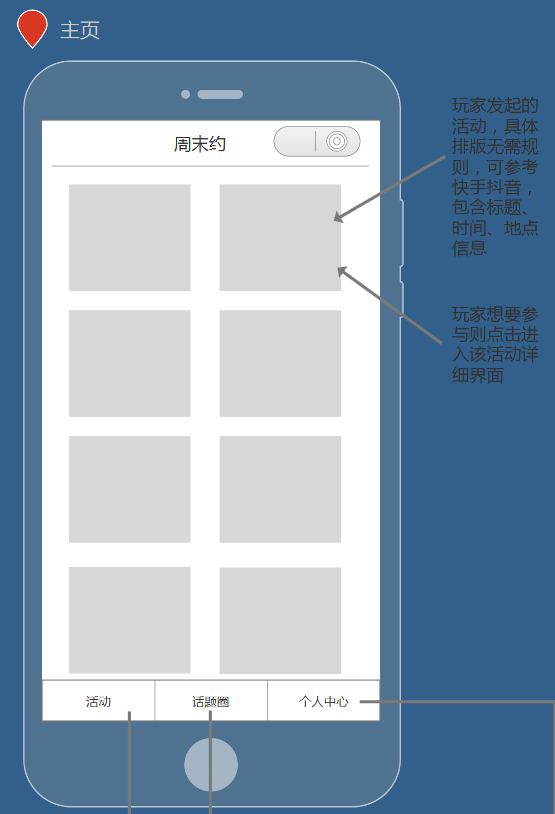 主页
周末约
玩家发起的
活动，具体
排版无需规
则，可参考
快手抖音，
包含标题、
时间、地点
信息
玩家想要参
与则点击进
入该活动详
细界面
活动
话题圈
个人中心